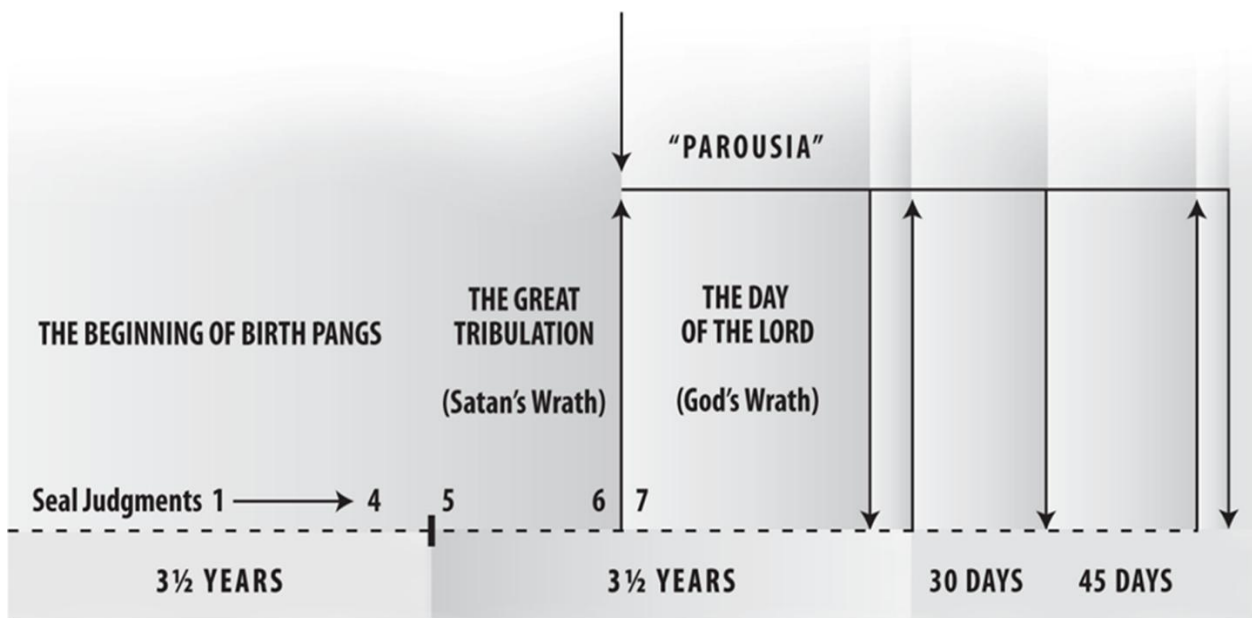 “PAROUSIA”
THE BEGINNING OF BIRTH PANGS
THE GREAT
TRIBULATION
(Satan’s Wrath)
THE DAY
OF THE LORD
(God’s Wrath)
Seal Judgments 1 4 5 6 7
3½ YEARS
3½ YEARS
30 DAYS
45 DAYS